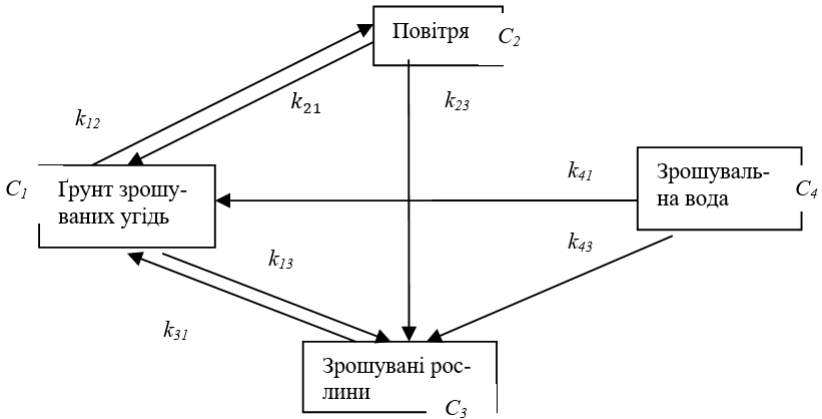 Повітря
C2
k12
k21
k23
C1
Ґрунт зрошу-
ваних угідь
k41
Зрошуваль-
на вода
C4
k13
k43
k31
Зрошувані рос-
лини
C3